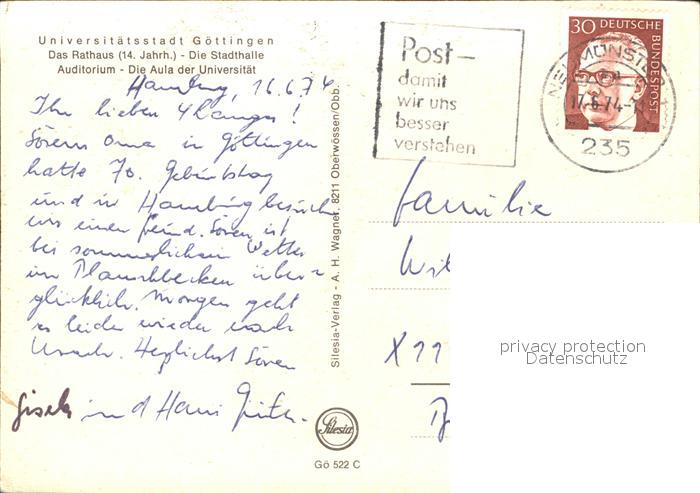 Universitätsstadt Göttingen
Das Rathaus (14. Jahrh.) - Die Stadthalle
Auditorium - Die Aula der Universität
Hamburg, 16.6.74
Ihr lieben
Sörens Oma in Göttingen
hatte 70. Geburtstag
und in Hamburg besuchen
wir einen Freund. Sören ist
bei sommerlichem Wetter
im Planschbecken über-
glücklich. Morgen geht
es leider wieder nach
Herzlichst Sören
Gisela und Hans Günter.
Silesia-Verlag - A. H. Wagner, 8211 Oberwössen/Obb.
Silesia
Gö 522 C
Post –
damit
wir uns
besser
verstehen
30 DEUTSCHE
BUNDESPOST
NEUMÜNSTER
17.6.74
235
Familie
X 11
privacy protection
Datenschutz